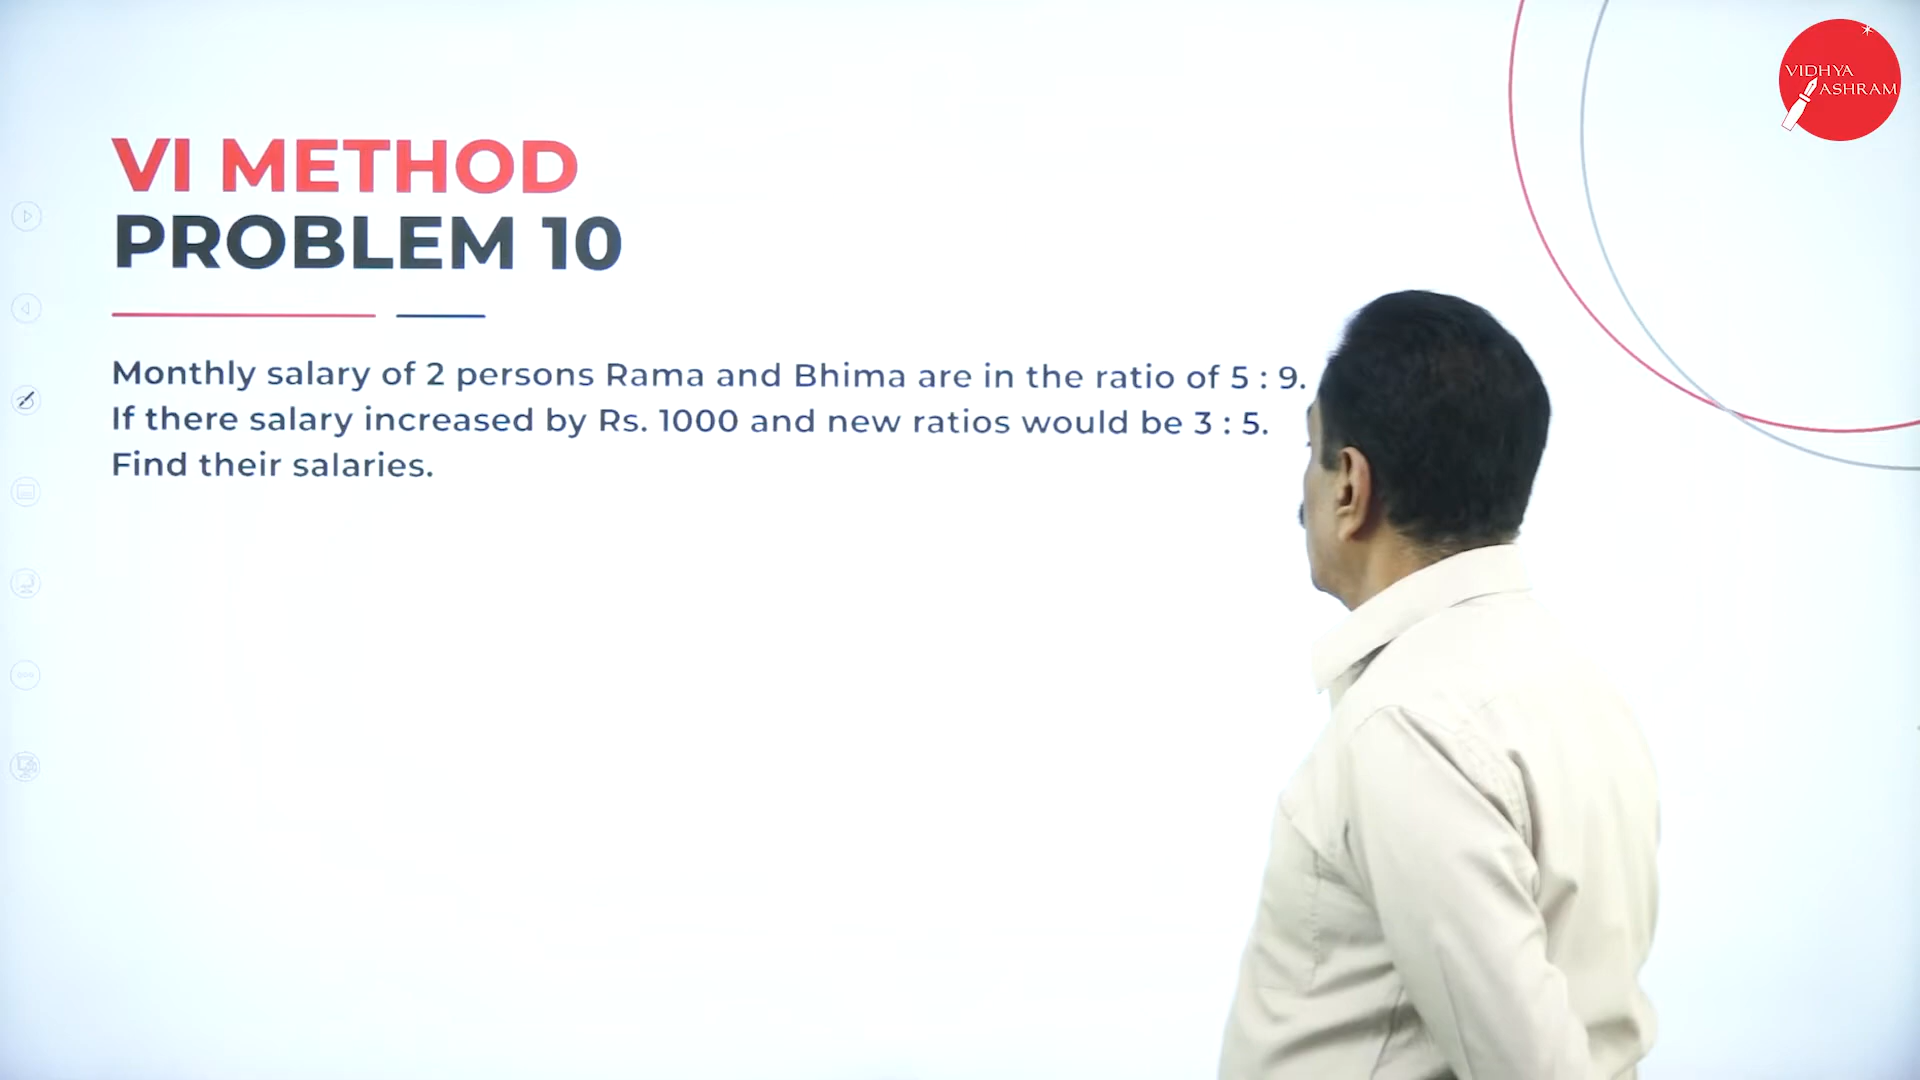 VIDHYA
ASHRAM
VI METHOD
PROBLEM 10
Monthly salary of 2 persons Rama and Bhima are in the ratio of 5 : 9.
If there salary increased by Rs. 1000 and new ratios would be 3 : 5.
Find their salaries.